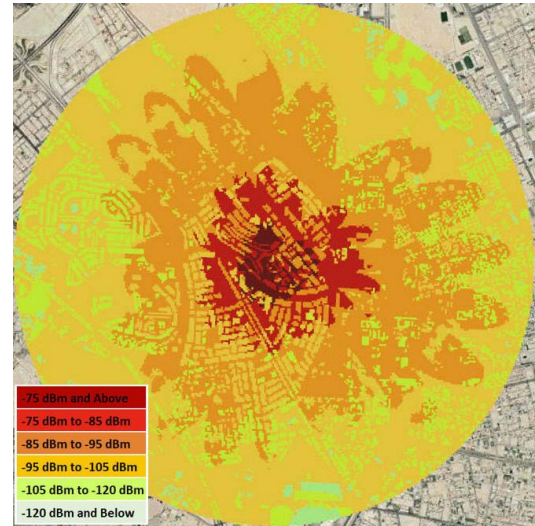 -75 dBm and Above
-75 dBm to -85 dBm
-85 dBm to -95 dBm
-95 dBm to -105 dBm
-105 dBm to -120 dBm
-120 dBm and Below